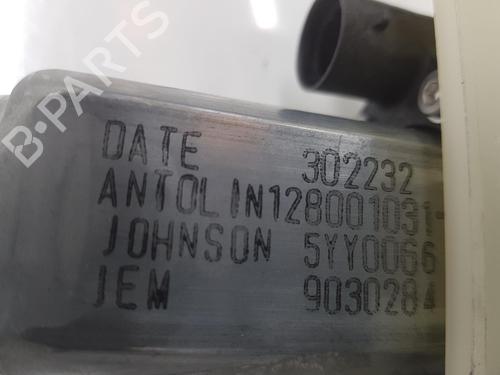 B-PARTS
DATE 302232
ANTOLIN128001031-
JOHNSON 5YY0066
JEM 9030284